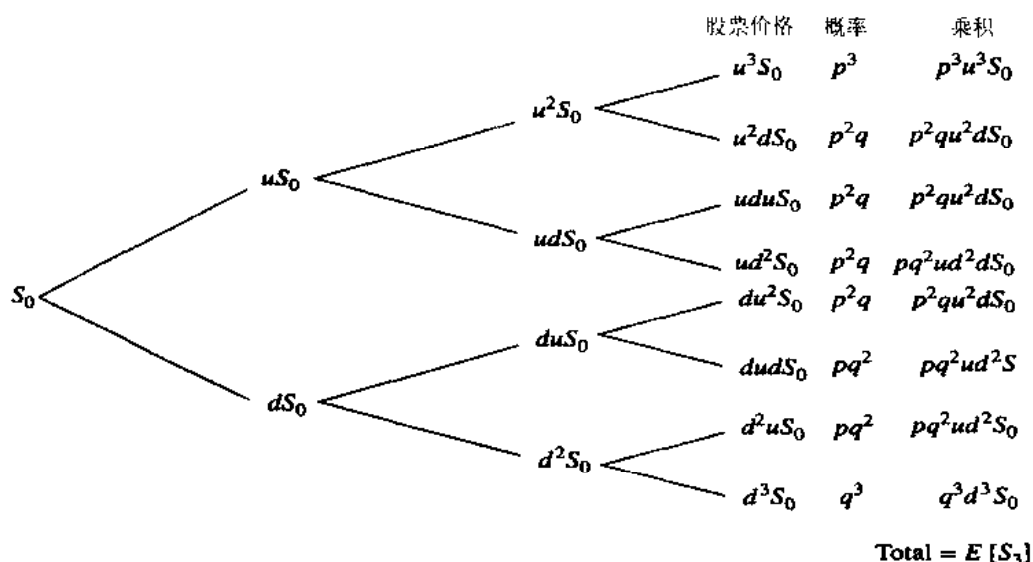 股票价格 概率 乘积
u³S₀ p³ p³u³S₀
u²S₀
u²dS₀ p²q p²qu²dS₀
uS₀
uduS₀ p²q p²qu²dS₀
udS₀
ud²S₀ p²q pq²ud²dS₀
S₀
du²S₀ p²q p²qu²dS₀
duS₀
dudS₀ pq² pq²ud²S
dS₀
d²uS₀ pq² pq²ud²S₀
d²S₀
d³S₀ q³ q³d³S₀
Total = E [S₃]